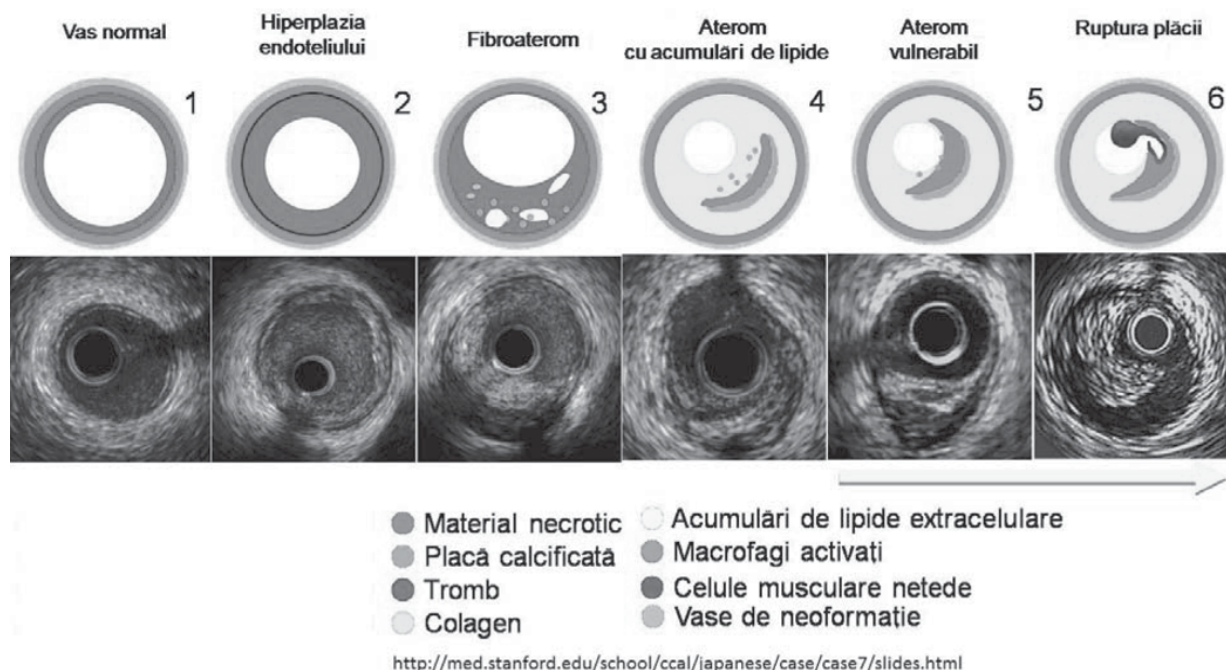 Vas normal
Hiperplazia
endoteliului
Fibroaterom
Aterom
cu acumulări de lipide
Aterom
vulnerabil
Ruptura plăcii
1
2
3
4
5
6
Material necrotic
Placă calcificată
Tromb
Colagen
Acumulări de lipide extracelulare
Macrofagi activați
Celule musculare netede
Vase de neoformație
http://med.stanford.edu/school/ccal/japanese/case/case7/slides.html